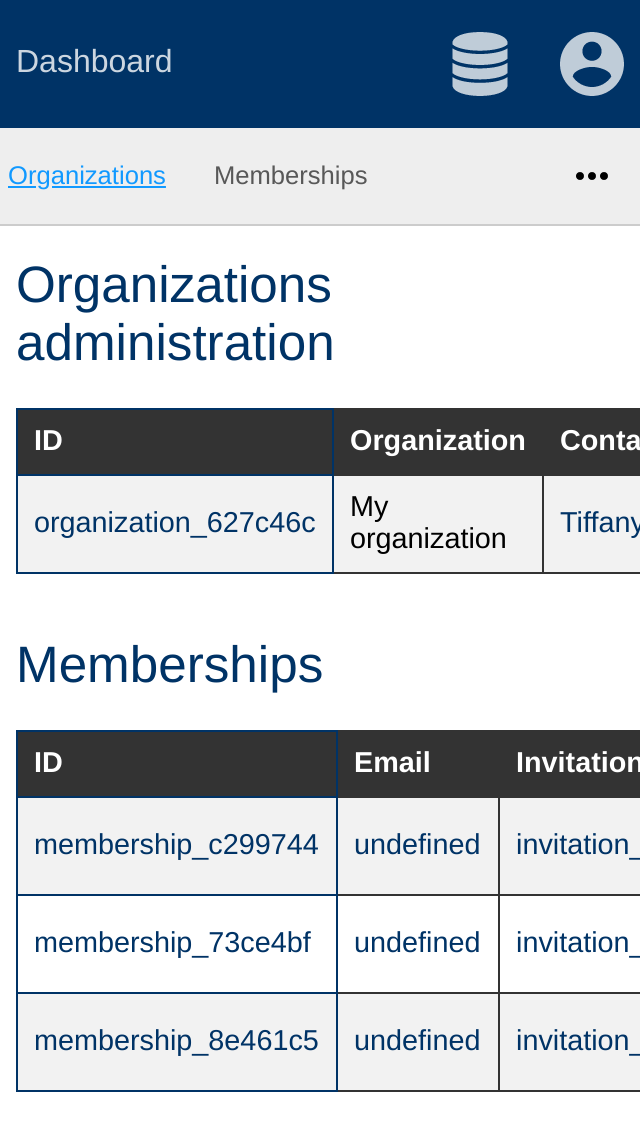 Dashboard
Organizations Memberships
Organizations
administration
ID Organization Conta
organization_627c46c My organization Tiffany
Memberships
ID Email Invitation
membership_c299744 undefined invitation_
membership_73ce4bf undefined invitation_
membership_8e461c5 undefined invitation_